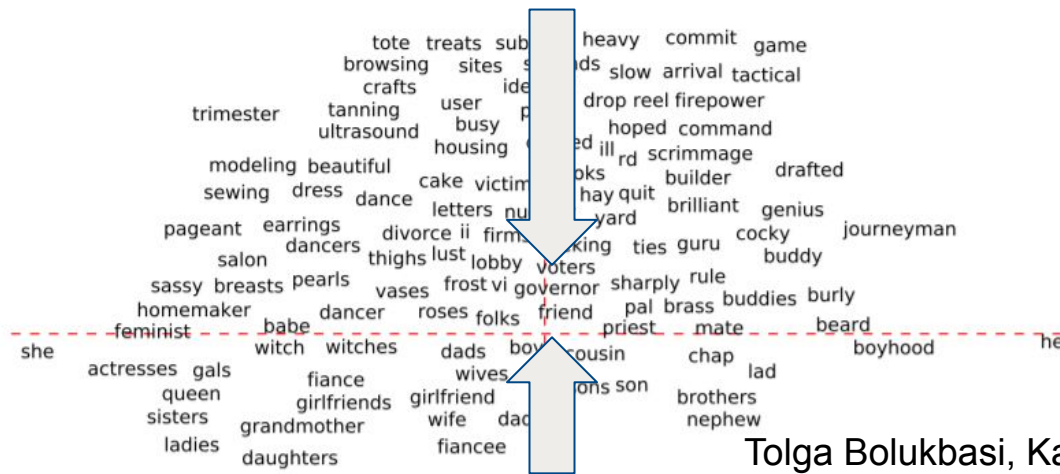 tote treats heavy commit game
browsing sites slow arrival tactical
crafts
trimester tanning user drop reel firepower
ultrasound busy hoped command
housing ill rd scrimmage
modeling beautiful builder drafted
sewing dress dance cake hay quit
letters yard brilliant genius
pageant earrings divorce ii cocky journeyman
dancers ties guru buddy
salon thighs lust lobby voters
sassy breasts pearls vases frost vi governor sharply rule
homemaker dancer roses folks friend pal brass buddies burly
feminist babe priest mate beard
she witch witches dads cousin chap boyhood he
actresses gals wives lad
queen fiance girlfriends girlfriend son brothers
sisters grandmother wife nephew
ladies daughters fiancee
Tolga Bolukbasi,